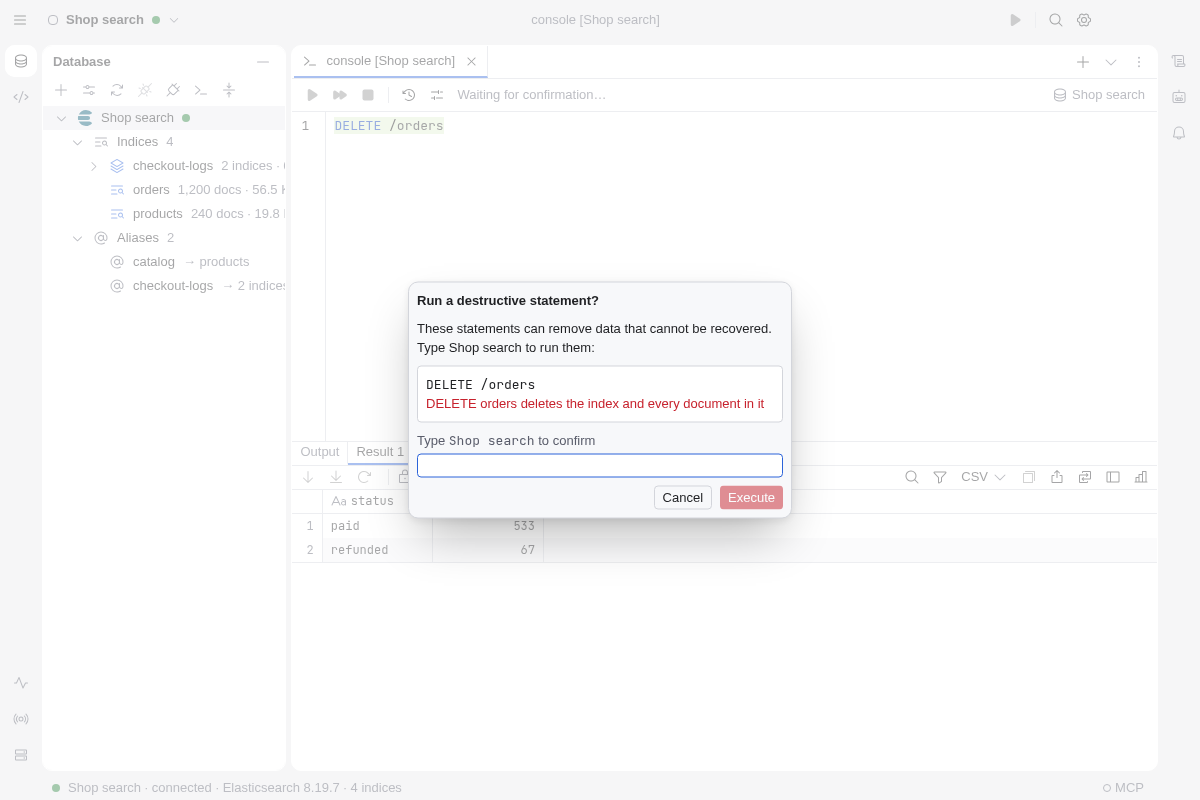 Shop search
console [Shop search]
Database
console [Shop search]
Waiting for confirmation…
Shop search
Shop search
Indices 4
checkout-logs 2 indices ·
orders 1,200 docs · 56.5
products 240 docs · 19.8
Aliases 2
catalog → products
checkout-logs → 2 indices
1 DELETE /orders
Run a destructive statement?
These statements can remove data that cannot be recovered.
Type Shop search to run them:
DELETE /orders
DELETE orders deletes the index and every document in it
Type Shop search to confirm
Cancel Execute
Output Result 1
CSV
Aa status
1 paid 533
2 refunded 67
Shop search · connected · Elasticsearch 8.19.7 · 4 indices
MCP